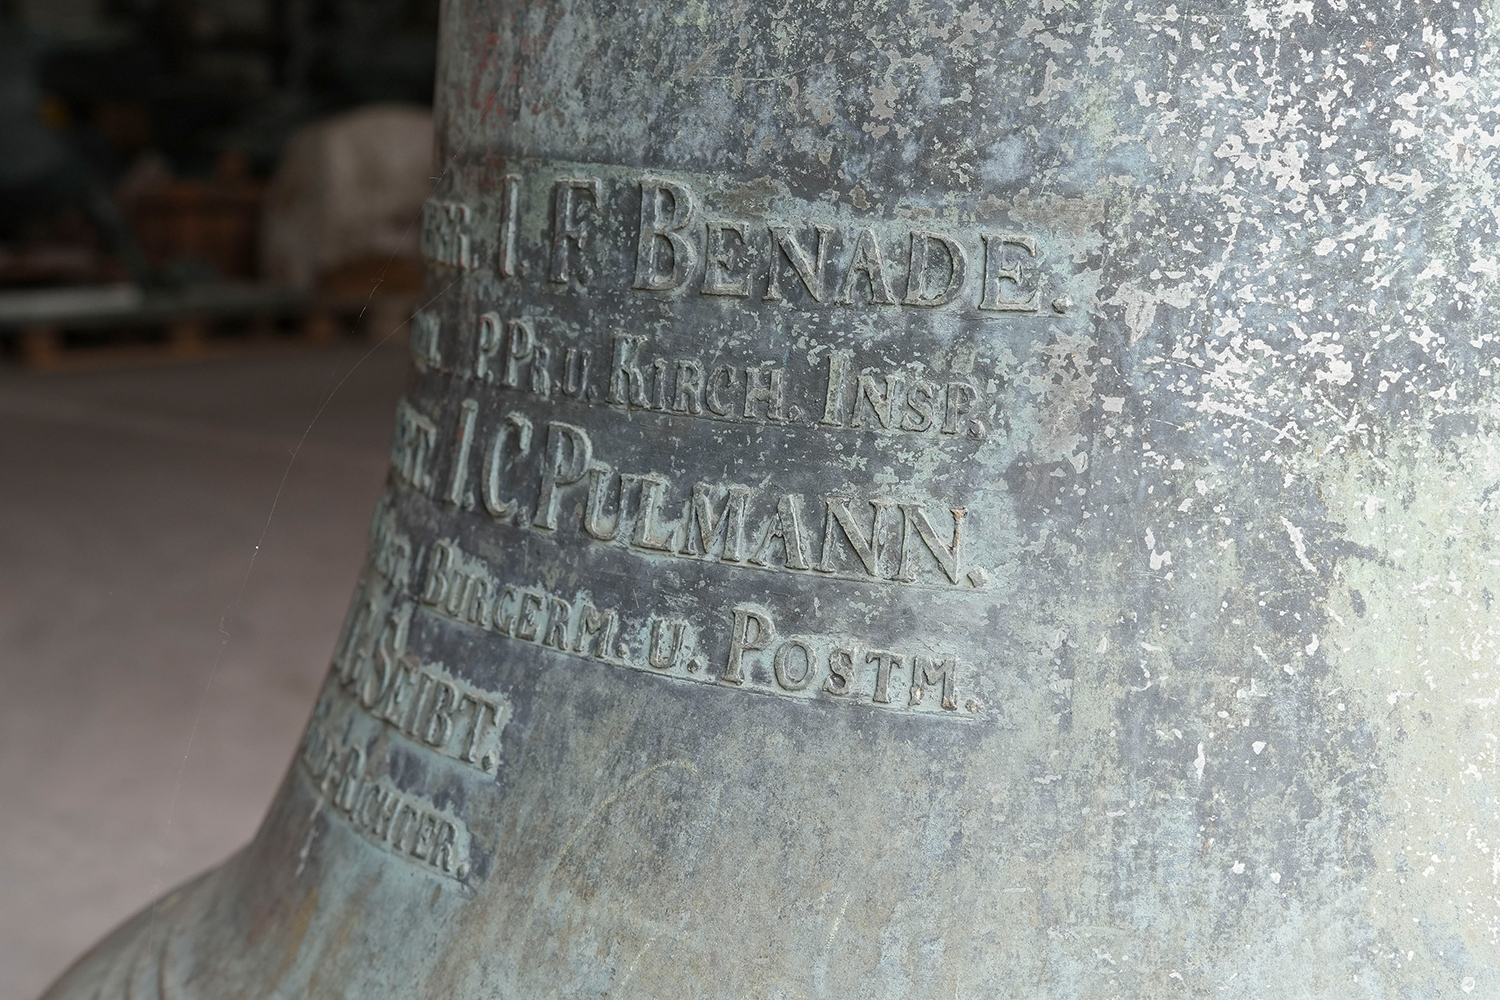 I. F. BENADE.
P. PR. U. KIRCH. INSP.
I. C. PULMANN.
BURGERM. U. POSTM.
SEIBT.
RICHTER.